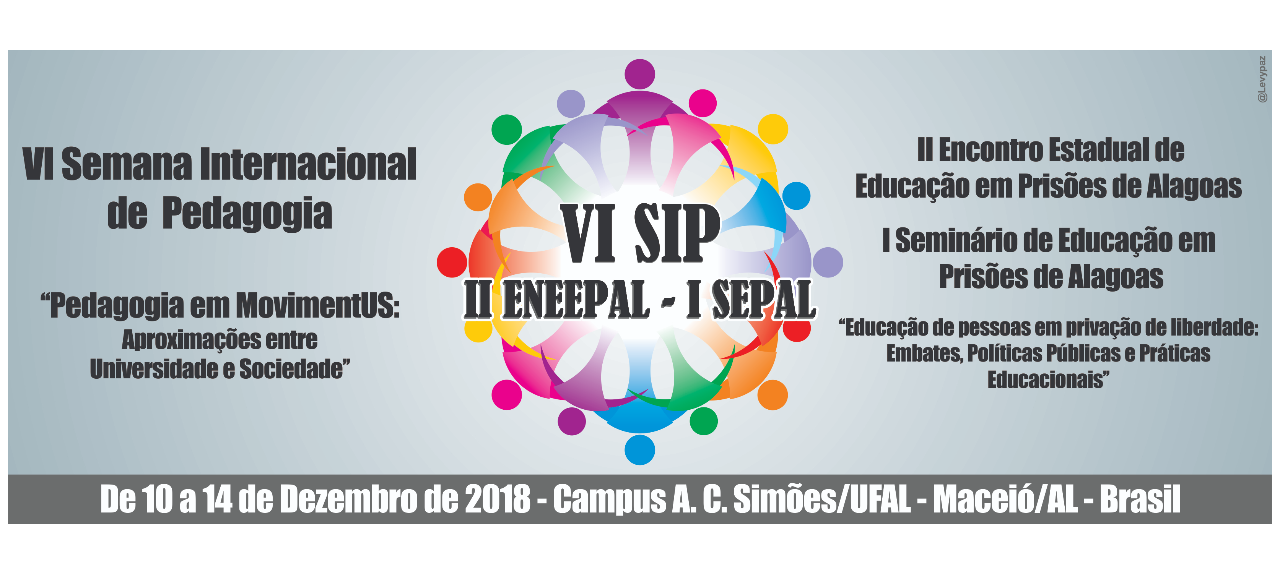 VI Semana Internacional
de Pedagogia
“Pedagogia em MovimentUS:
Aproximações entre
Universidade e Sociedade”
VI SIP
II ENEEPAL - I SEPAL
II Encontro Estadual de
Educação em Prisões de Alagoas
I Seminário de Educação em
Prisões de Alagoas
“Educação de pessoas em privação de liberdade:
Embates, Políticas Públicas e Práticas
Educacionais”
@Levypaz
De 10 a 14 de Dezembro de 2018 - Campus A. C. Simões/UFAL - Maceió/AL - Brasil